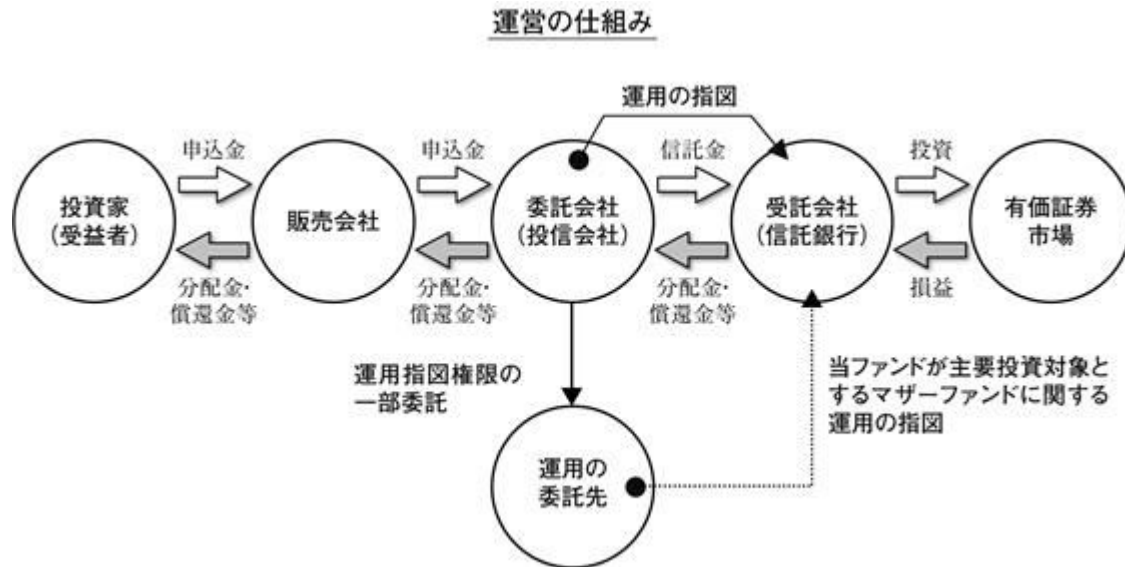 運営の仕組み
運用の指図
申込金
申込金
信託金
投資
投資家
(受益者)
販売会社
委託会社
(投信会社)
受託会社
(信託銀行)
有価証券
市場
分配金・
償還金等
分配金・
償還金等
分配金・
償還金等
損益
運用指図権限の
一部委託
当ファンドが主要投資対象と
するマザーファンドに関する
運用の指図
運用の
委託先